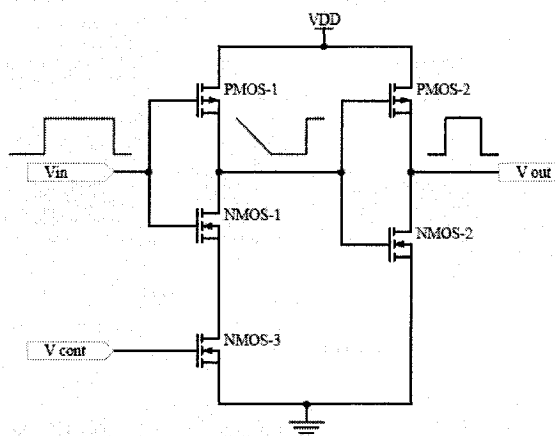 VDD
PMOS-1
PMOS-2
Vin
V out
NMOS-1
NMOS-2
V cont
NMOS-3